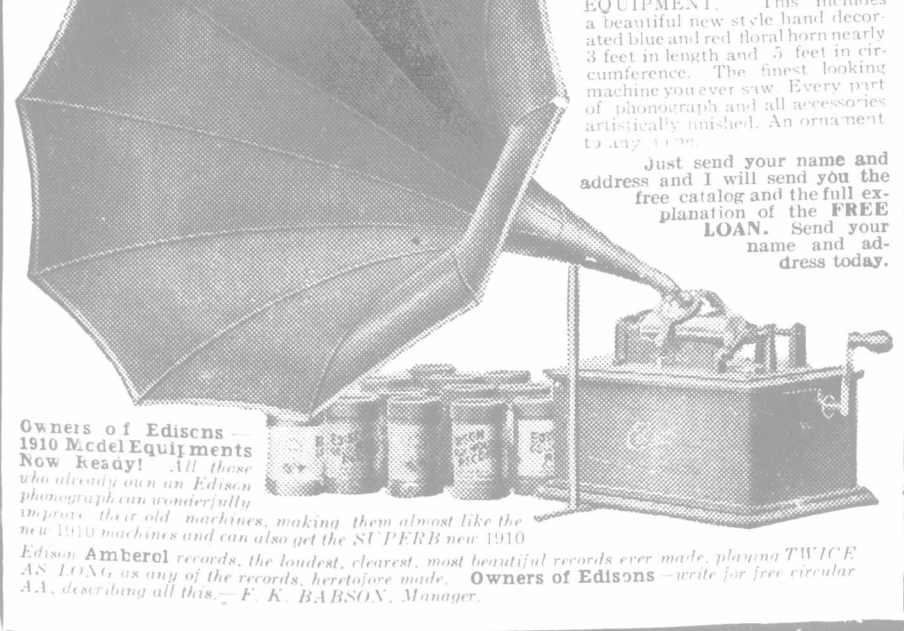 EQUIPMENT. This includes
a beautiful new style hand decor-
ated blue and red floral horn nearly
3 feet in length and 5 feet in cir-
cumference. The finest looking
machine you ever saw. Every part
of phonograph and all accessories
artistically finished. An ornament
to any
Just send your name and
address and I will send you the
free catalog and the full ex-
planation of the FREE
LOAN. Send your
name and ad-
dress today.
Owners of Edisons—
1910 Model Equipments
Now Ready! All those
who already own an Edison
phonograph can wonderfully
improve their old machines, making them almost like the
new 1910 machines and can also get the SUPERB new 1910
Edison Amberol records, the loudest, clearest, most beautiful records ever made, playing TWICE
AS LONG as any of the records, heretofore made. Owners of Edisons—write for free circular
AA, describing all this.—F. K. BABSON, Manager.